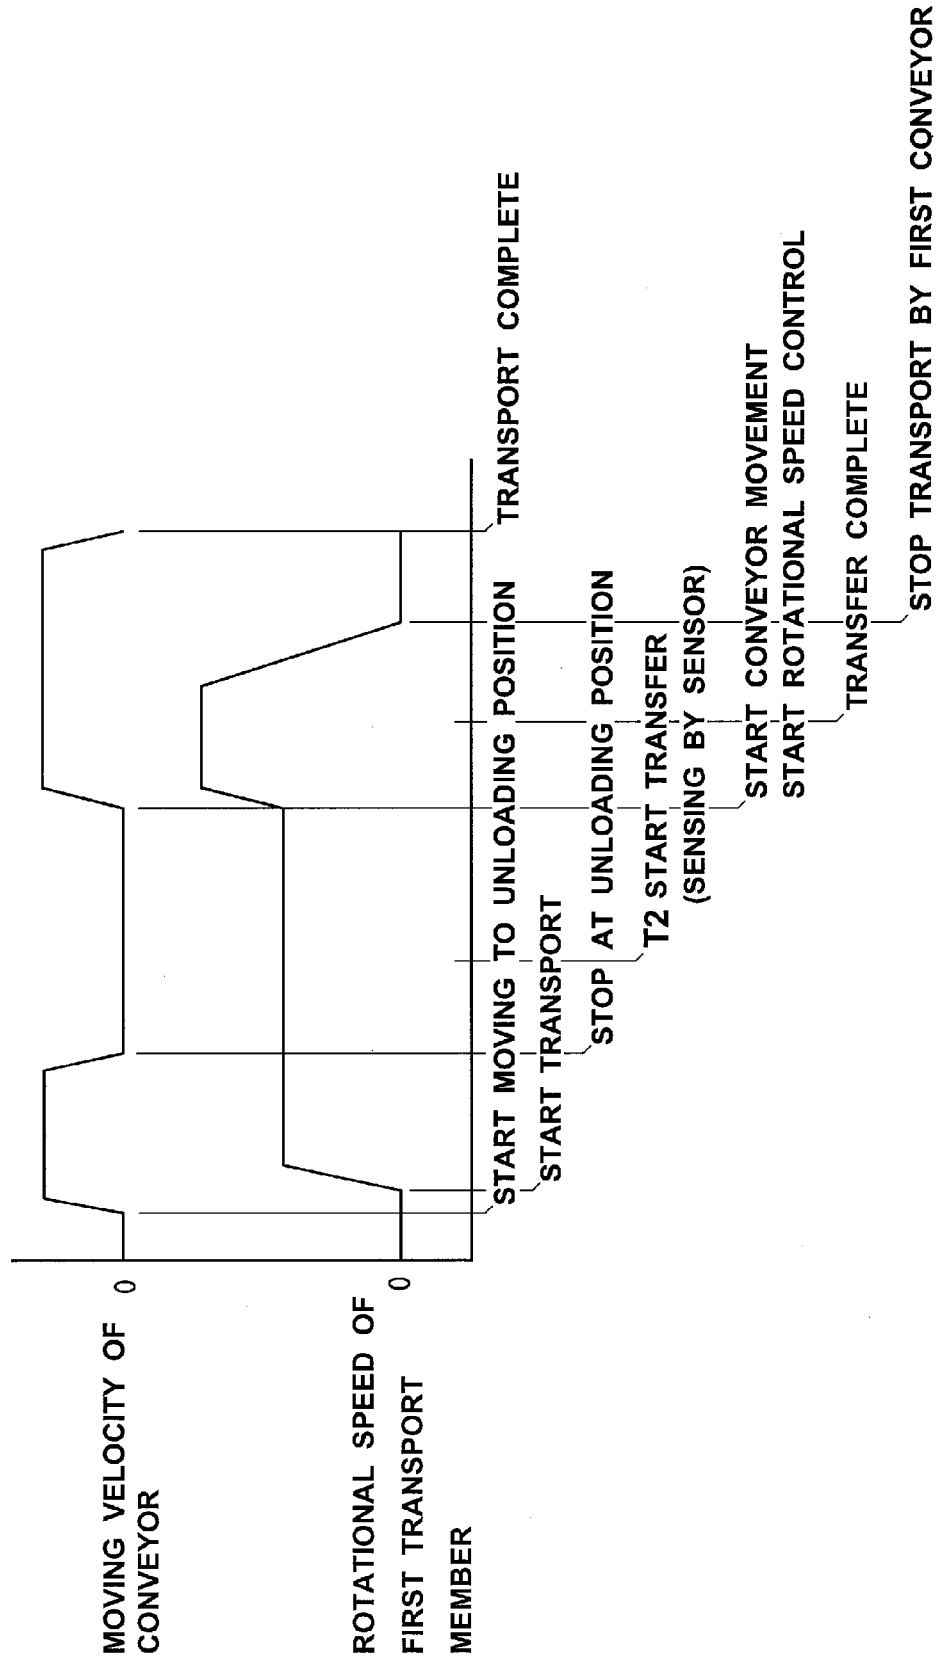 MOVING VELOCITY OF
CONVEYOR
0
ROTATIONAL SPEED OF
FIRST TRANSPORT
MEMBER
0
START MOVING TO UNLOADING POSITION
TRANSPORT COMPLETE
START TRANSPORT
STOP AT UNLOADING POSITION
T2 START TRANSFER
(SENSING BY SENSOR)
START CONVEYOR MOVEMENT
START ROTATIONAL SPEED CONTROL
TRANSFER COMPLETE
STOP TRANSPORT BY FIRST CONVEYOR